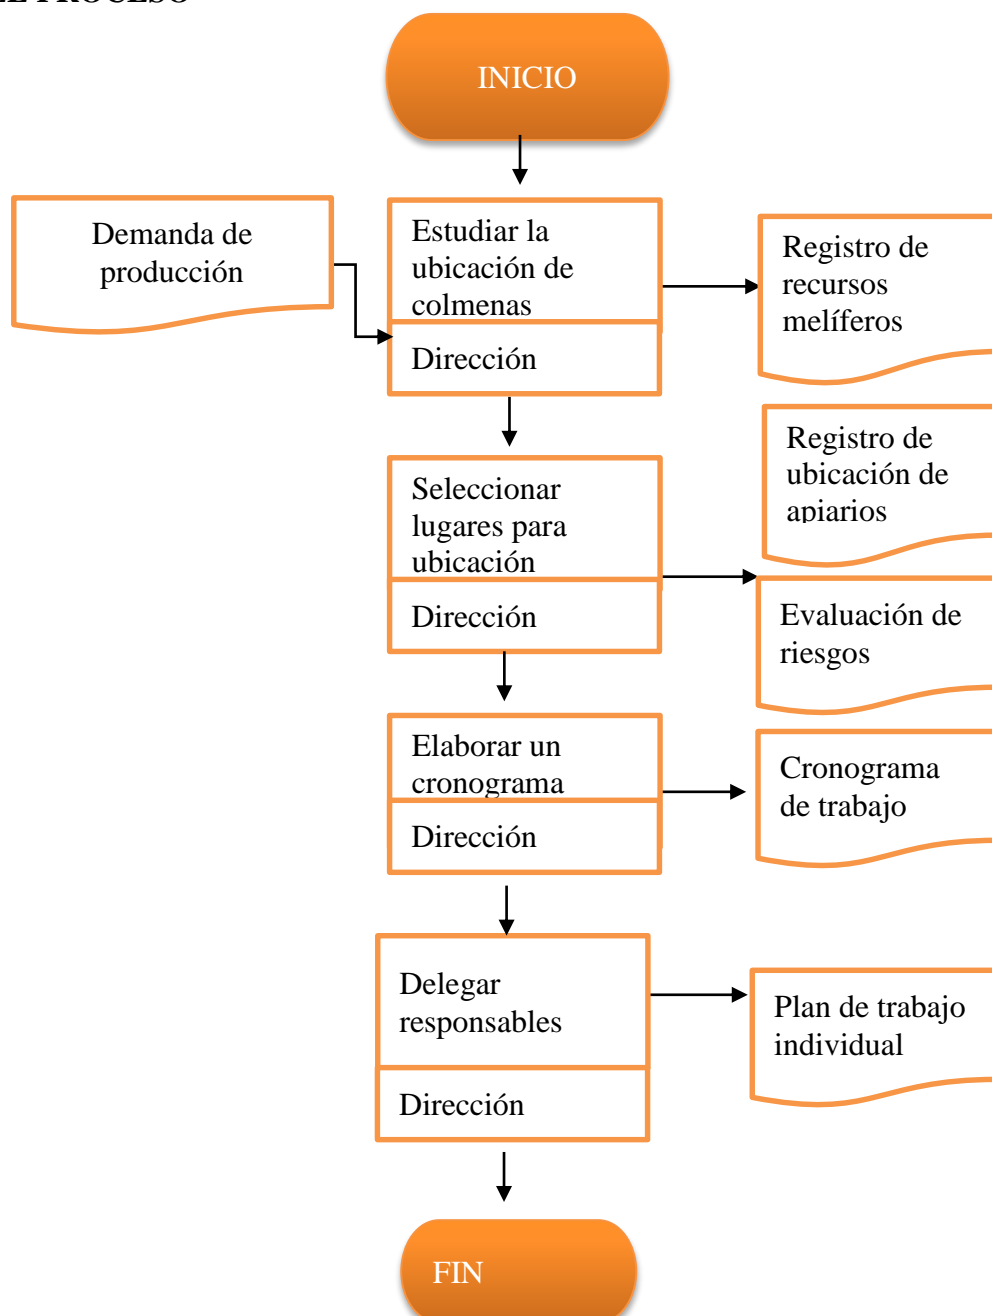 PROCESO
INICIO
Demanda de
producción
Estudiar la
ubicación de
colmenas
Dirección
Registro de
recursos
melíferos
Registro de
ubicación de
apiarios
Seleccionar
lugares para
ubicación
Dirección
Evaluación de
riesgos
Elaborar un
cronograma
Dirección
Cronograma
de trabajo
Delegar
responsables
Dirección
Plan de trabajo
individual
FIN